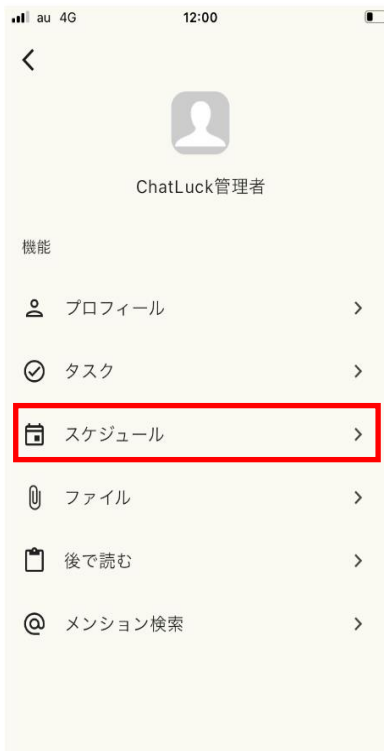 au 4G 12:00
ChatLuck管理者
機能
プロフィール
タスク
スケジュール
ファイル
後で読む
メンション検索